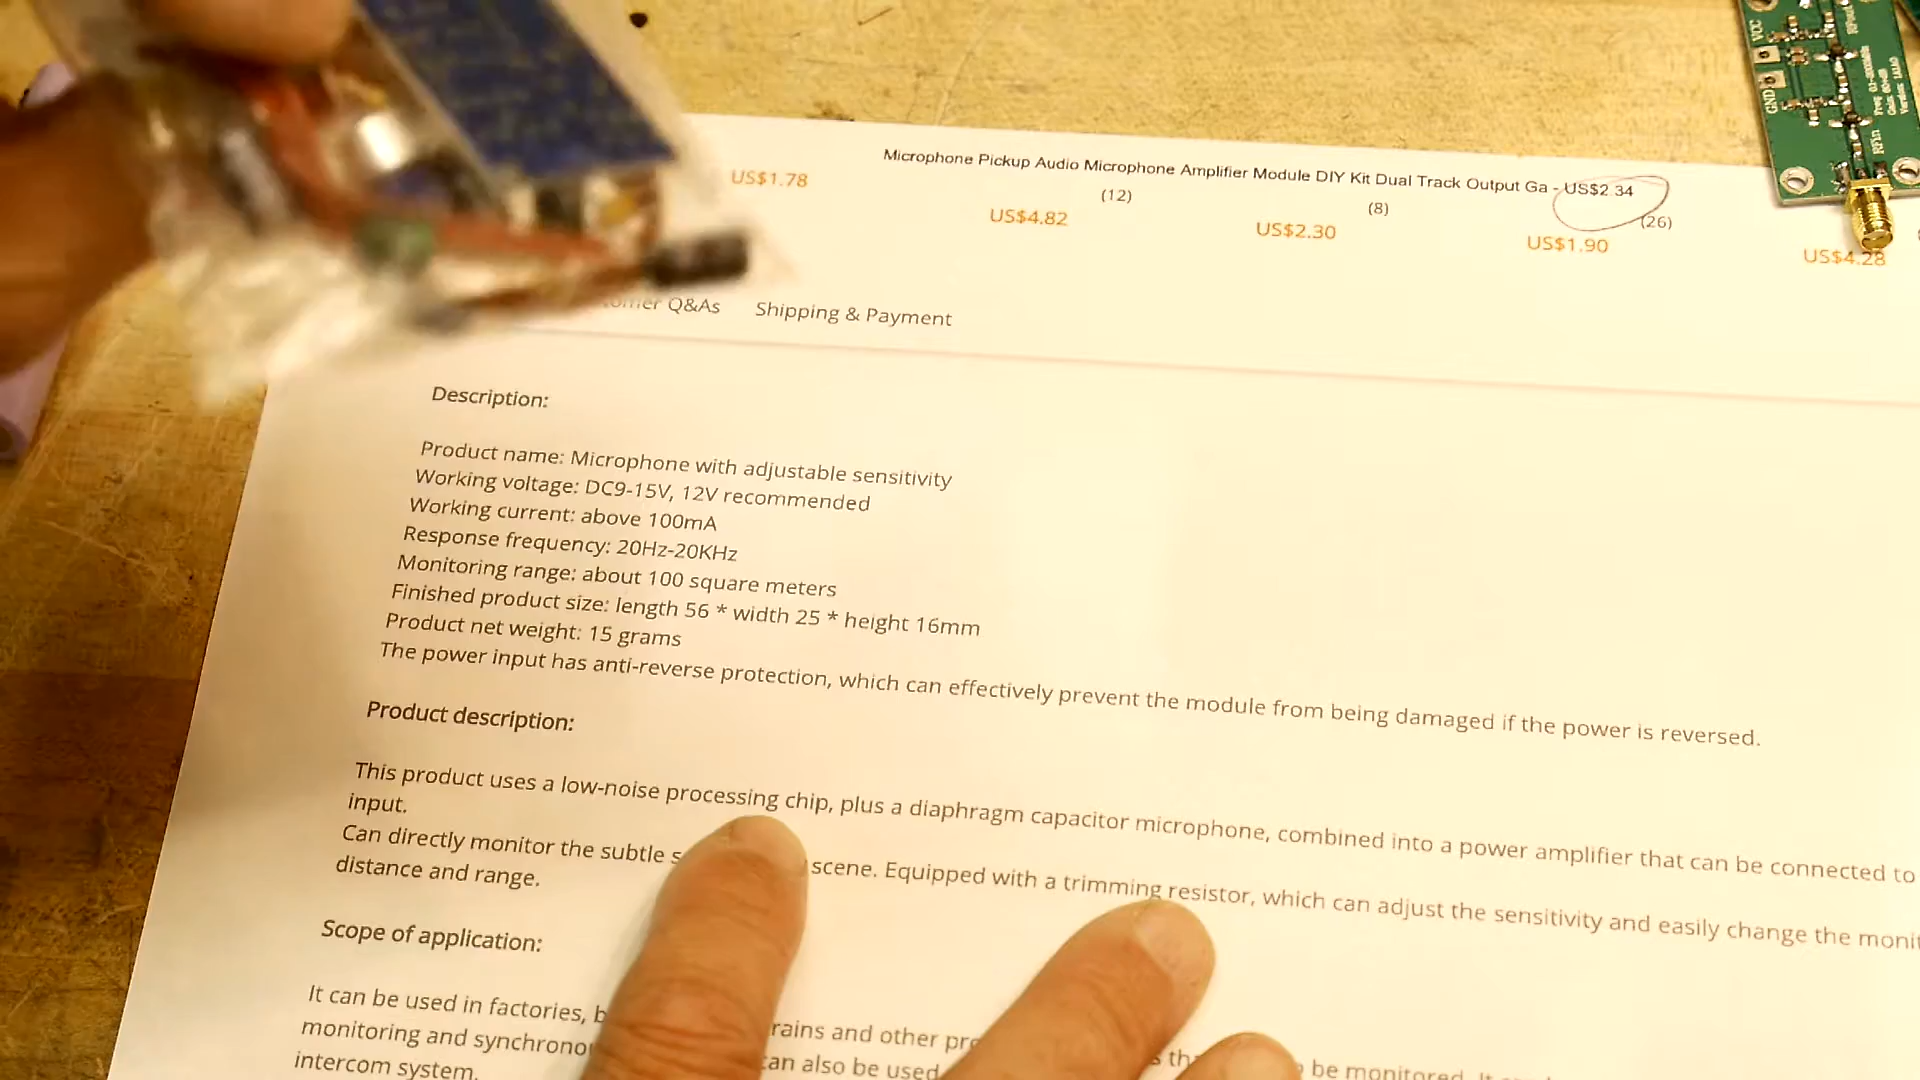 Microphone Pickup Audio Microphone Amplifier Module DIY Kit Dual Track Output Ga - US$2.34
US$1.78
(12)
US$4.82
(8)
US$2.30
(26)
US$1.90
US$4.28
Q&As
Shipping & Payment
Description:
Product name: Microphone with adjustable sensitivity
Working voltage: DC9-15V, 12V recommended
Working current: above 100mA
Response frequency: 20Hz-20KHz
Monitoring range: about 100 square meters
Finished product size: length 56 * width 25 * height 16mm
Product net weight: 15 grams
The power input has anti-reverse protection, which can effectively prevent the module from being damaged if the power is reversed.
Product description:
This product uses a low-noise processing chip, plus a diaphragm capacitor microphone, combined into a power amplifier that can be connected to
input.
Can directly monitor the subtle scene. Equipped with a trimming resistor, which can adjust the sensitivity and easily change the
distance and range.
Scope of application:
It can be used in factories, and other
monitoring and can also be used be monitored.
intercom system.
VCC
GND
RFin